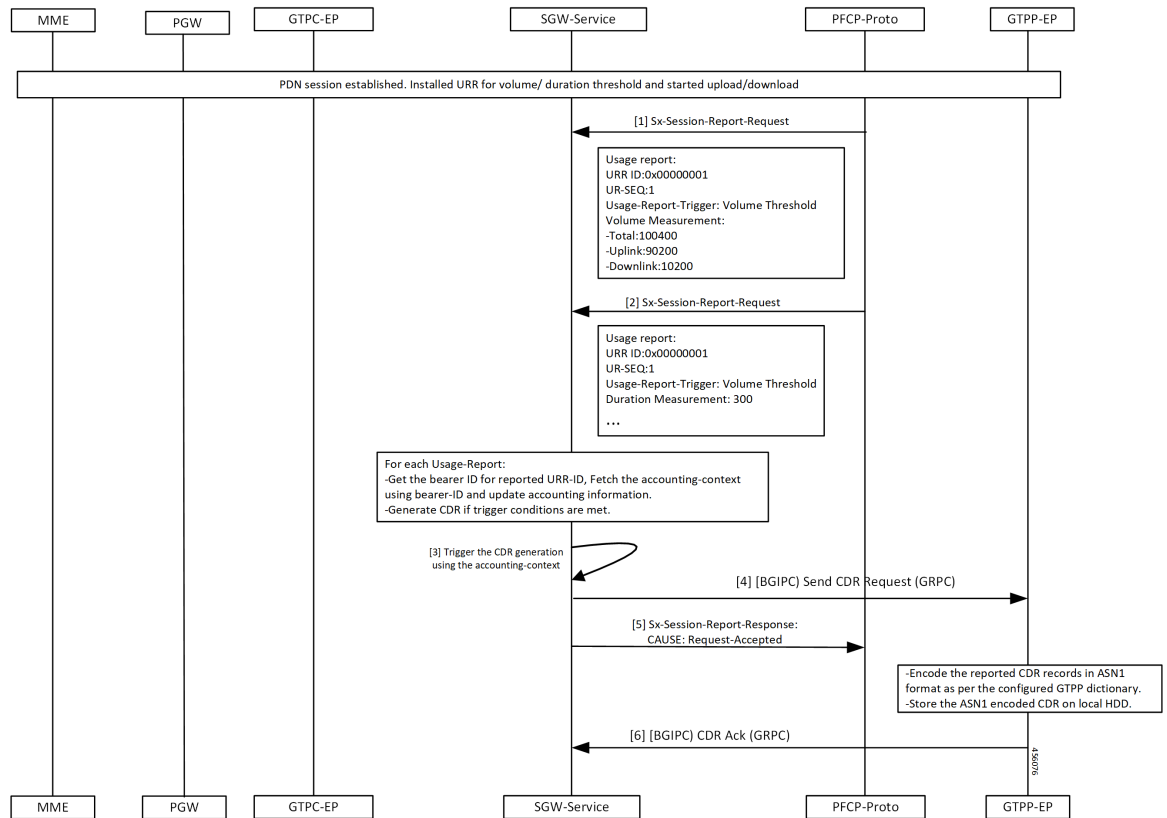 MME
PGW
GTPC-EP
SGW-Service
PFCP-Proto
GTPP-EP
PDN session established. Installed URR for volume/ duration threshold and started upload/download
[1] Sx-Session-Report-Request
Usage report:
URR ID:0x00000001
UR-SEQ:1
Usage-Report-Trigger: Volume Threshold
Volume Measurement:
-Total:100400
-Uplink:90200
-Downlink:10200
[2] Sx-Session-Report-Request
Usage report:
URR ID:0x00000001
UR-SEQ:1
Usage-Report-Trigger: Volume Threshold
Duration Measurement: 300
...
For each Usage-Report:
-Get the bearer ID for reported URR-ID, Fetch the accounting-context
using bearer-ID and update accounting information.
-Generate CDR if trigger conditions are met.
[3] Trigger the CDR generation
using the accounting-context
[4] [BGIPC) Send CDR Request (GRPC)
[5] Sx-Session-Report-Response:
CAUSE: Request-Accepted
-Encode the reported CDR records in ASN1
format as per the configured GTPP dictionary.
-Store the ASN1 encoded CDR on local HDD.
[6] [BGIPC) CDR Ack (GRPC)
456076
MME
PGW
GTPC-EP
SGW-Service
PFCP-Proto
GTPP-EP